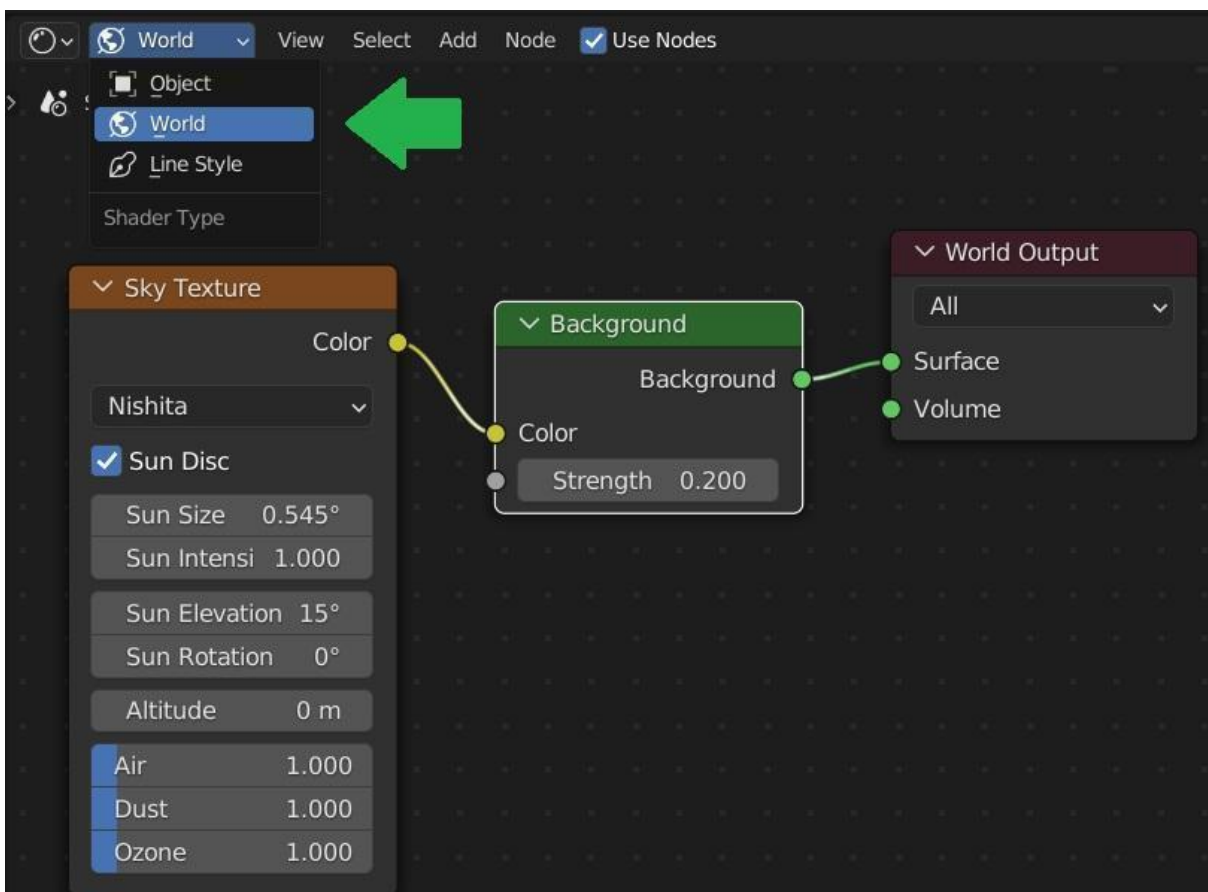 World View Select Add Node Use Nodes
Object
World
Line Style
Shader Type
Sky Texture
Color
Nishita
Sun Disc
Sun Size 0.545°
Sun Intensi 1.000
Sun Elevation 15°
Sun Rotation 0°
Altitude 0 m
Air 1.000
Dust 1.000
Ozone 1.000
Background
Background
Color
Strength 0.200
World Output
All
Surface
Volume